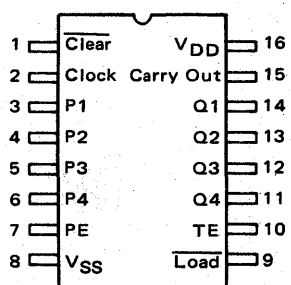 1 Clear VDD 16
2 Clock Carry Out 15
3 P1 Q1 14
4 P2 Q2 13
5 P3 Q3 12
6 P4 Q4 11
7 PE TE 10
8 VSS Load 9